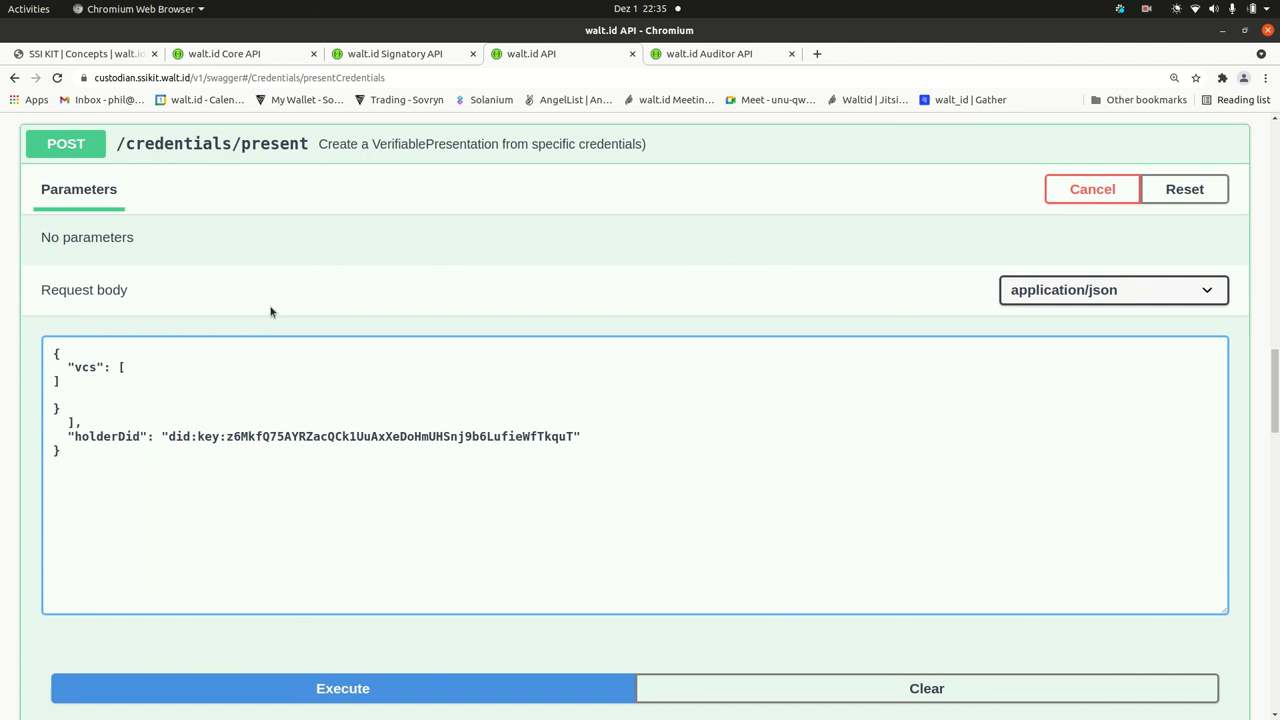 Activities Chromium Web Browser Dez 1 22:35
walt.id API - Chromium
SSI KIT | Concepts | walt.id walt.id Core API walt.id Signatory API walt.id API walt.id Auditor API
custodian.ssikit.walt.id/v1/swagger#/Credentials/presentCredentials
Apps Inbox - phil@... walt.id - Calen... My Wallet - So... Trading - Sovryn Solanium AngelList | An... walt.id Meetin... Meet - unu-qw... Waltid | Jitsi... walt_id | Gather Other bookmarks Reading list
POST /credentials/present Create a VerifiablePresentation from specific credentials)
Parameters Cancel Reset
No parameters
Request body application/json
{
"vcs": [
]
}
],
"holderDid": "did:key:z6MkfQ75AYRZacQCk1UuAxXeDoHmUHSnj9b6LufieWfTkquT"
}
Execute Clear